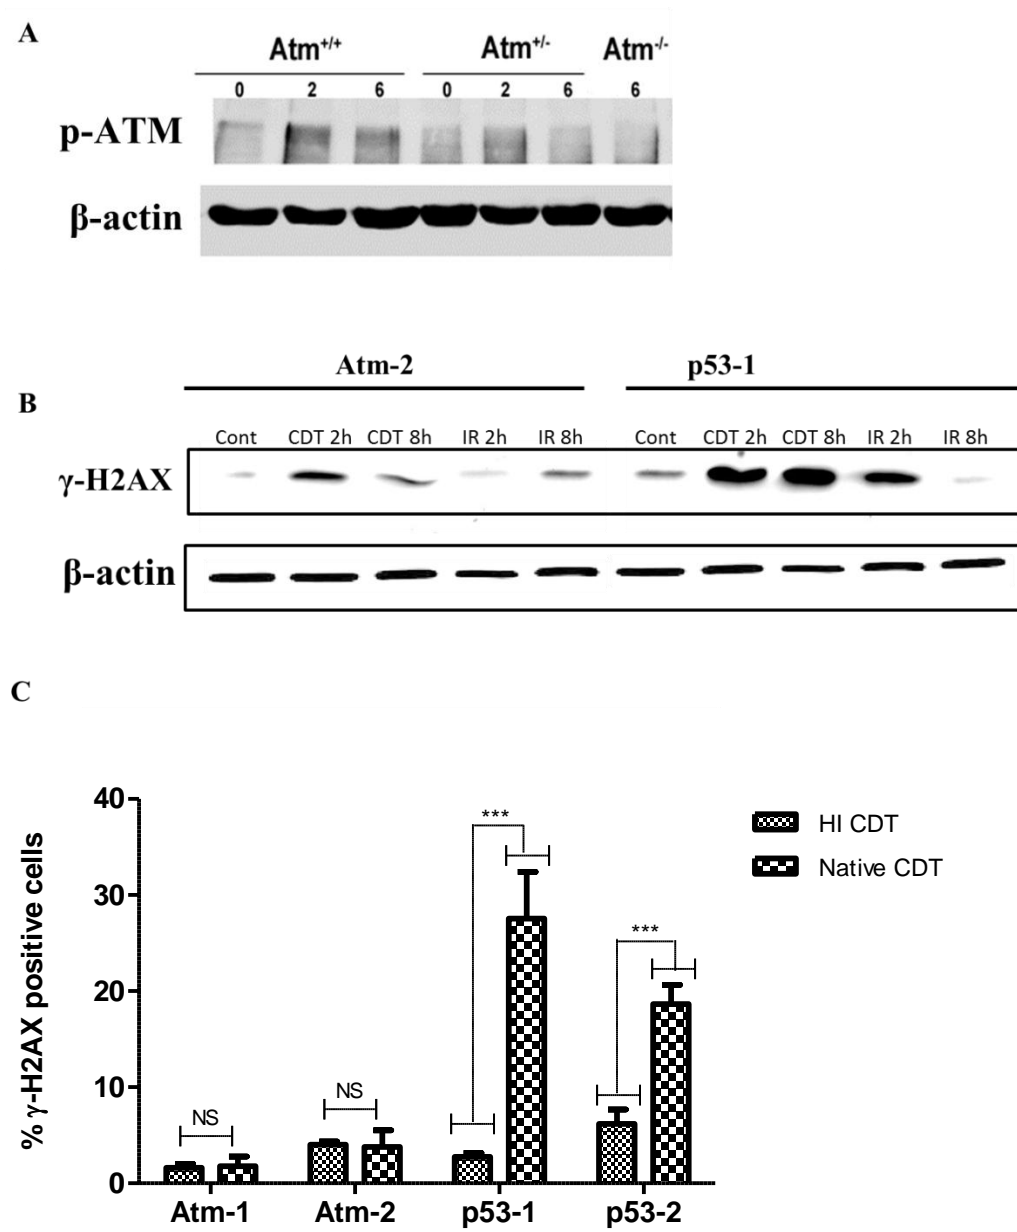 A
Atm+/+ Atm+/- Atm-/-
0 2 6 0 2 6 6
p-ATM
β-actin
Atm-2 p53-1
B
Cont CDT 2h CDT 8h IR 2h IR 8h Cont CDT 2h CDT 8h IR 2h IR 8h
γ-H2AX
β-actin
C
% γ-H2AX positive cells
40
30
20
10
0
NS
NS
***
***
HI CDT
Native CDT
Atm-1 Atm-2 p53-1 p53-2